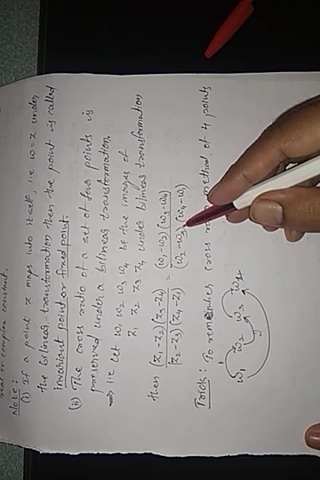 real or complex constant.
Note:
(i) If a point z maps into itself, i.e w=z under
the bilinear transformation then the point is called
invariant point or fixed point.
(ii) The cross ratio of a set of four points is
preserved under a bilinear transformation.
⇒ i.e let w₁ w₂ w₃ w₄ be the images of
z₁ z₂ z₃ z₄ under bilinear transformation
then (z₁-z₂)(z₃-z₄) / (z₂-z₃)(z₄-z₁) = (w₁-w₂)(w₃-w₄) / (w₂-w₃)(w₄-w₁)
Trick: To remember cross method of 4 points
w₁ w₂ w₃ w₄